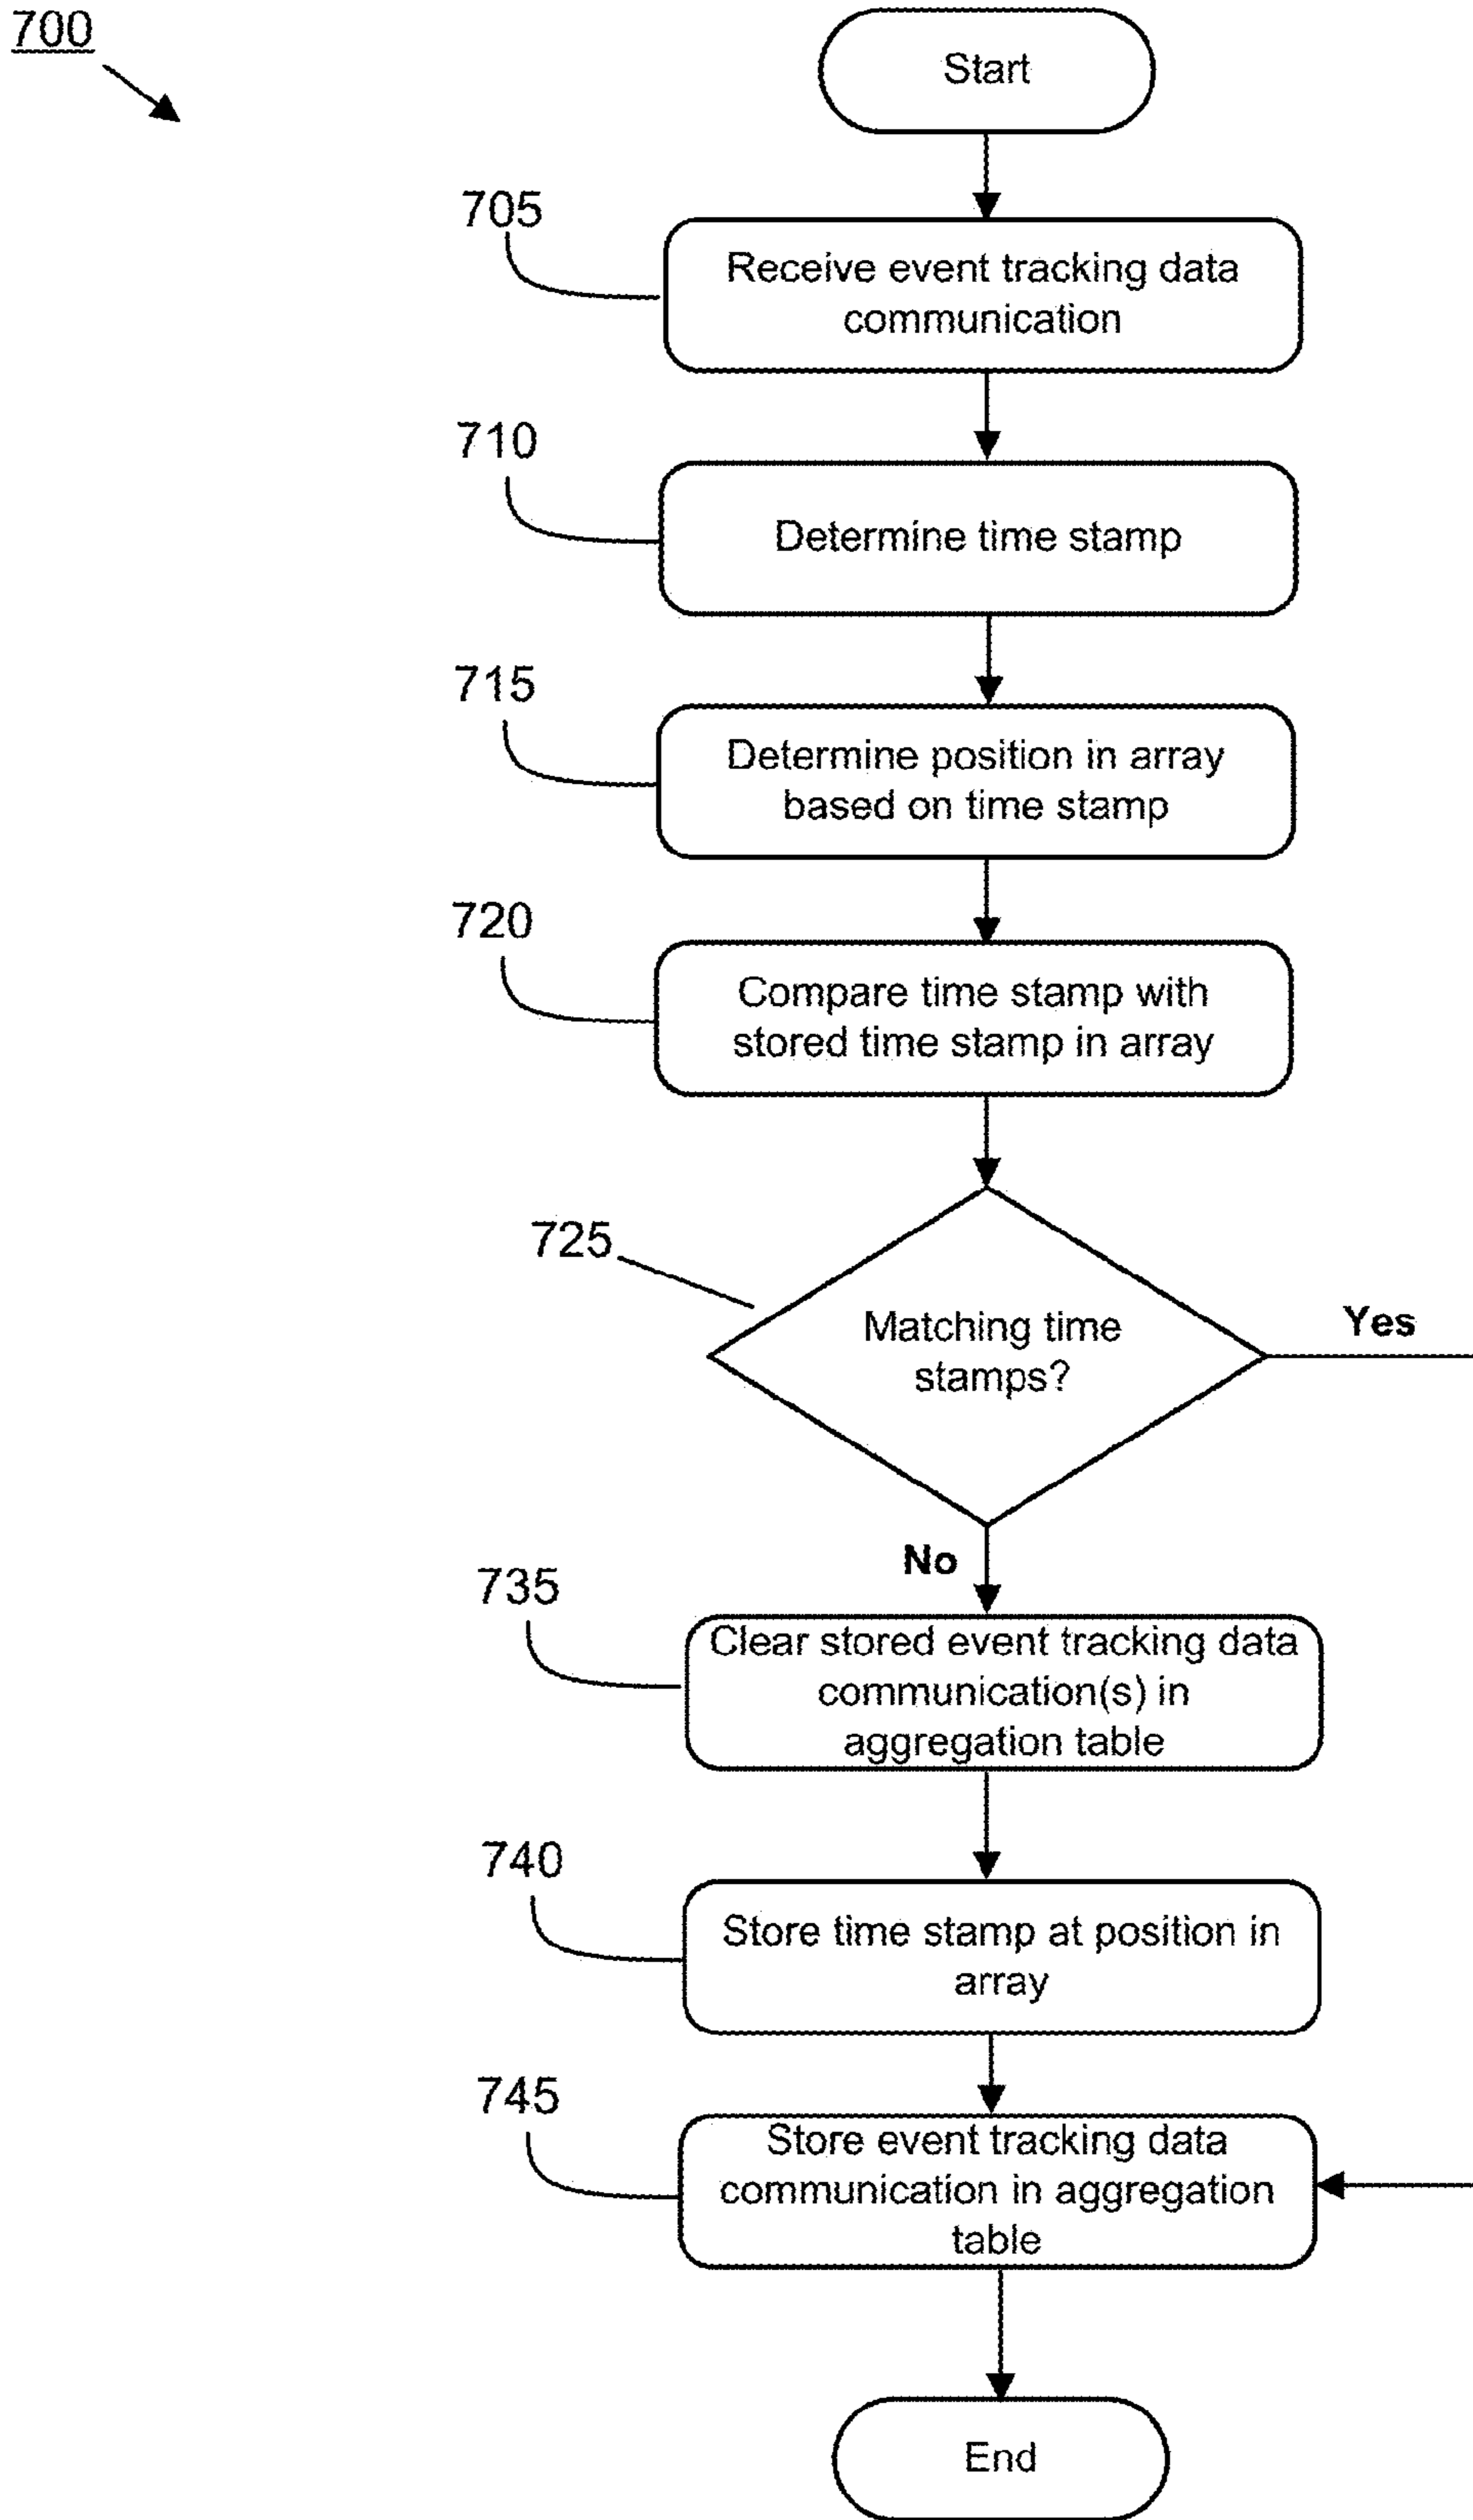 700
Start
705
Receive event tracking data
communication
710
Determine time stamp
715
Determine position in array
based on time stamp
720
Compare time stamp with
stored time stamp in array
725
Matching time
stamps?
Yes
No
735
Clear stored event tracking data
communication(s) in
aggregation table
740
Store time stamp at position in
array
745
Store event tracking data
communication in aggregation
table
End